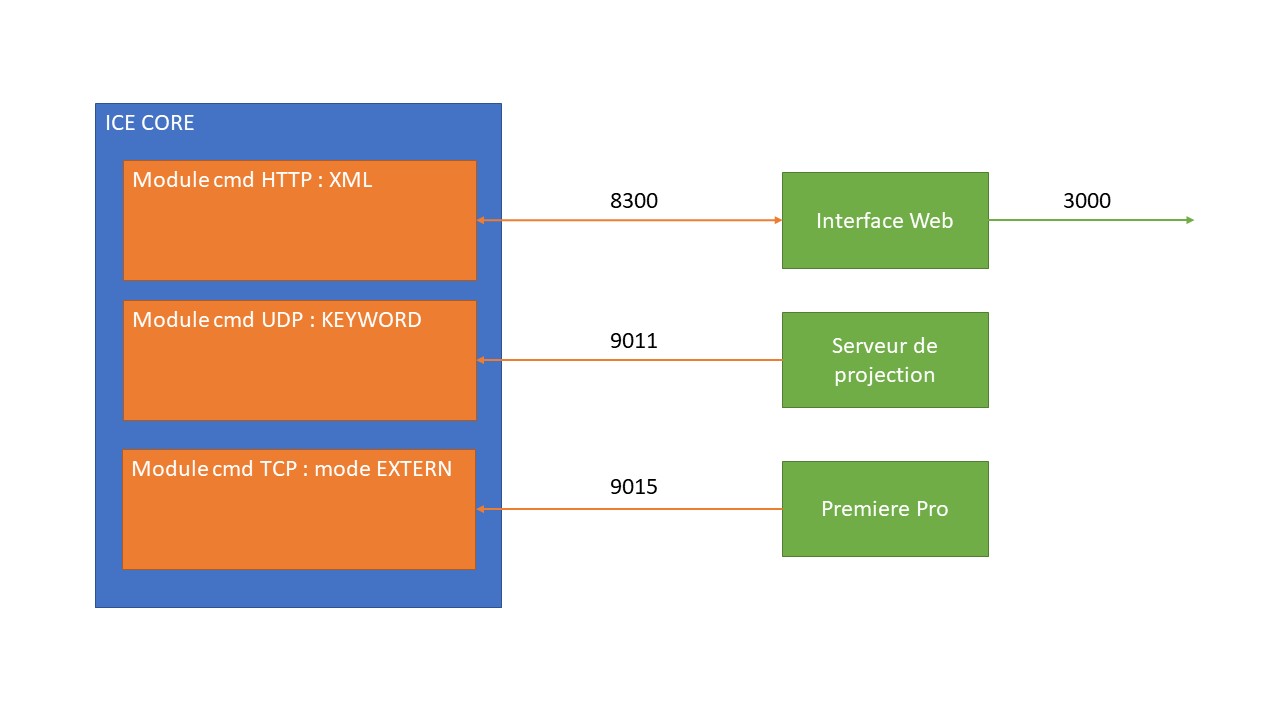 ICE CORE
Module cmd HTTP : XML
8300
Interface Web
3000
Module cmd UDP : KEYWORD
9011
Serveur de
projection
Module cmd TCP : mode EXTERN
9015
Premiere Pro